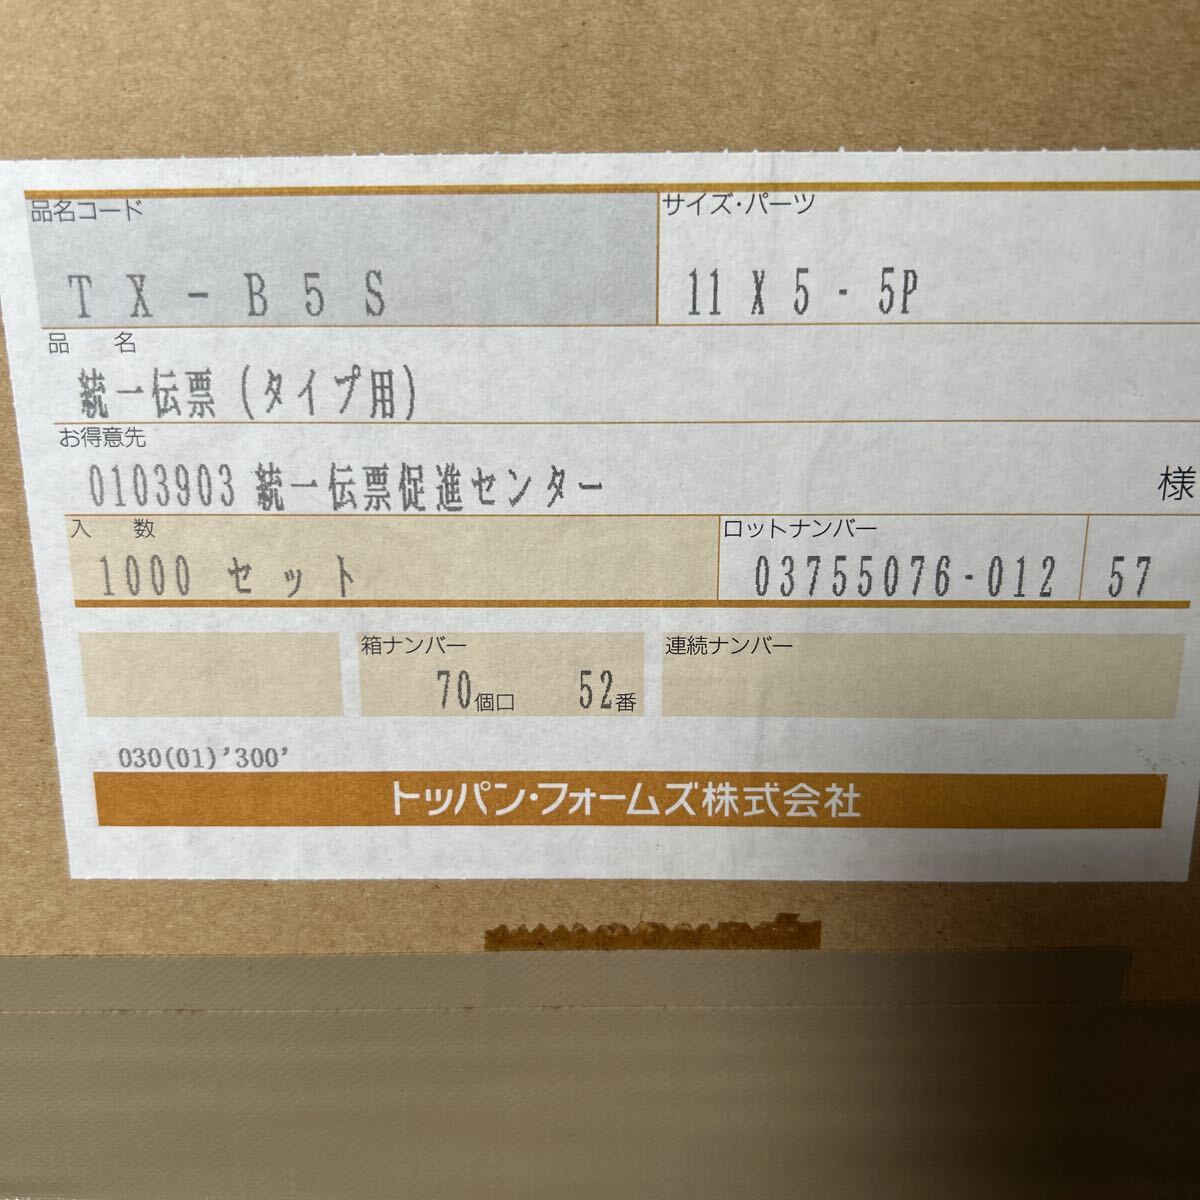 品名コード
サイズ・パーツ
TX-B5S
11 X 5 - 5P
品名
統一伝票(タイプ用)
お得意先
0103903 統一伝票促進センター
様
入数
ロットナンバー
1000 セット
03755076-012
57
箱ナンバー
連続ナンバー
70個口 52番
030(01)'300'
トッパン・フォームズ株式会社